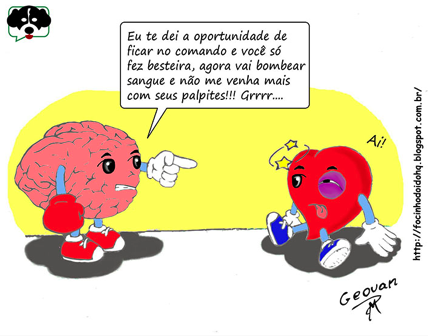 Eu te dei a oportunidade de
ficar no comando e você só
fez besteira, agora vai bombear
sangue e não me venha mais
com seus palpites!!! Grrrr....
Ai!
http://focinhodoidohq.blogspot.com.br/
Geovan